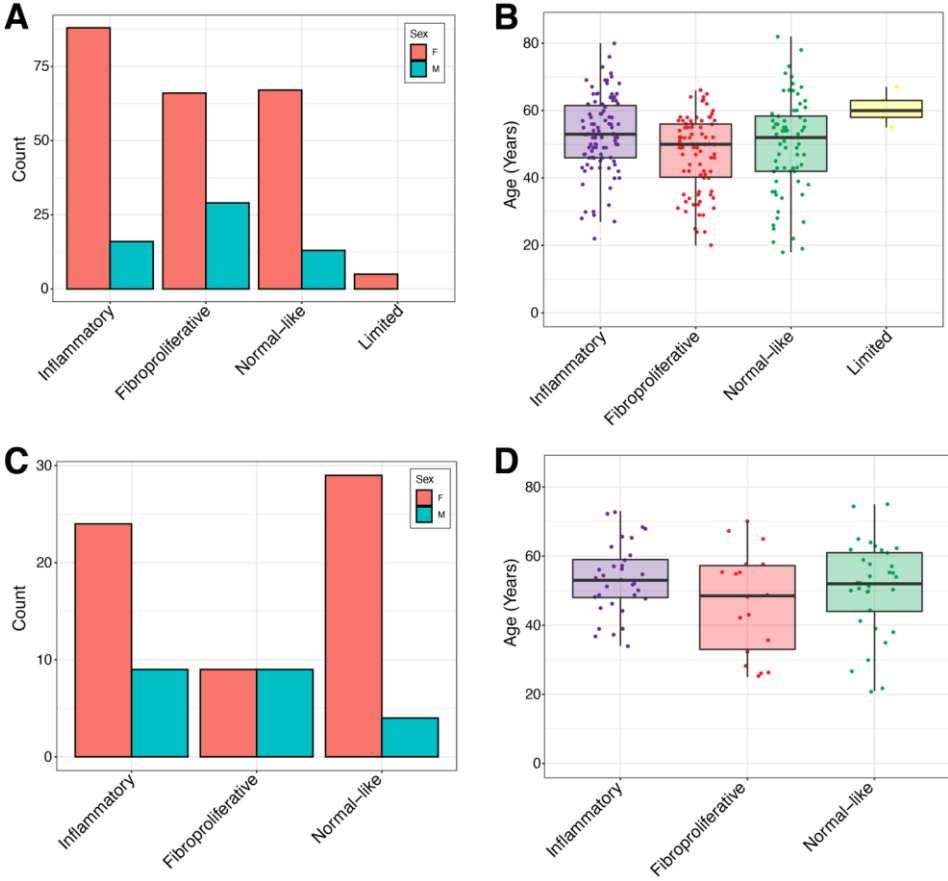 A
Count
75
50
25
0
Sex
F
M
Inflammatory
Fibroproliferative
Normal-like
Limited
B
Age (Years)
80
60
40
20
0
Inflammatory
Fibroproliferative
Normal-like
Limited
C
Count
30
20
10
0
Sex
F
M
Inflammatory
Fibroproliferative
Normal-like
D
Age (Years)
80
60
40
20
0
Inflammatory
Fibroproliferative
Normal-like